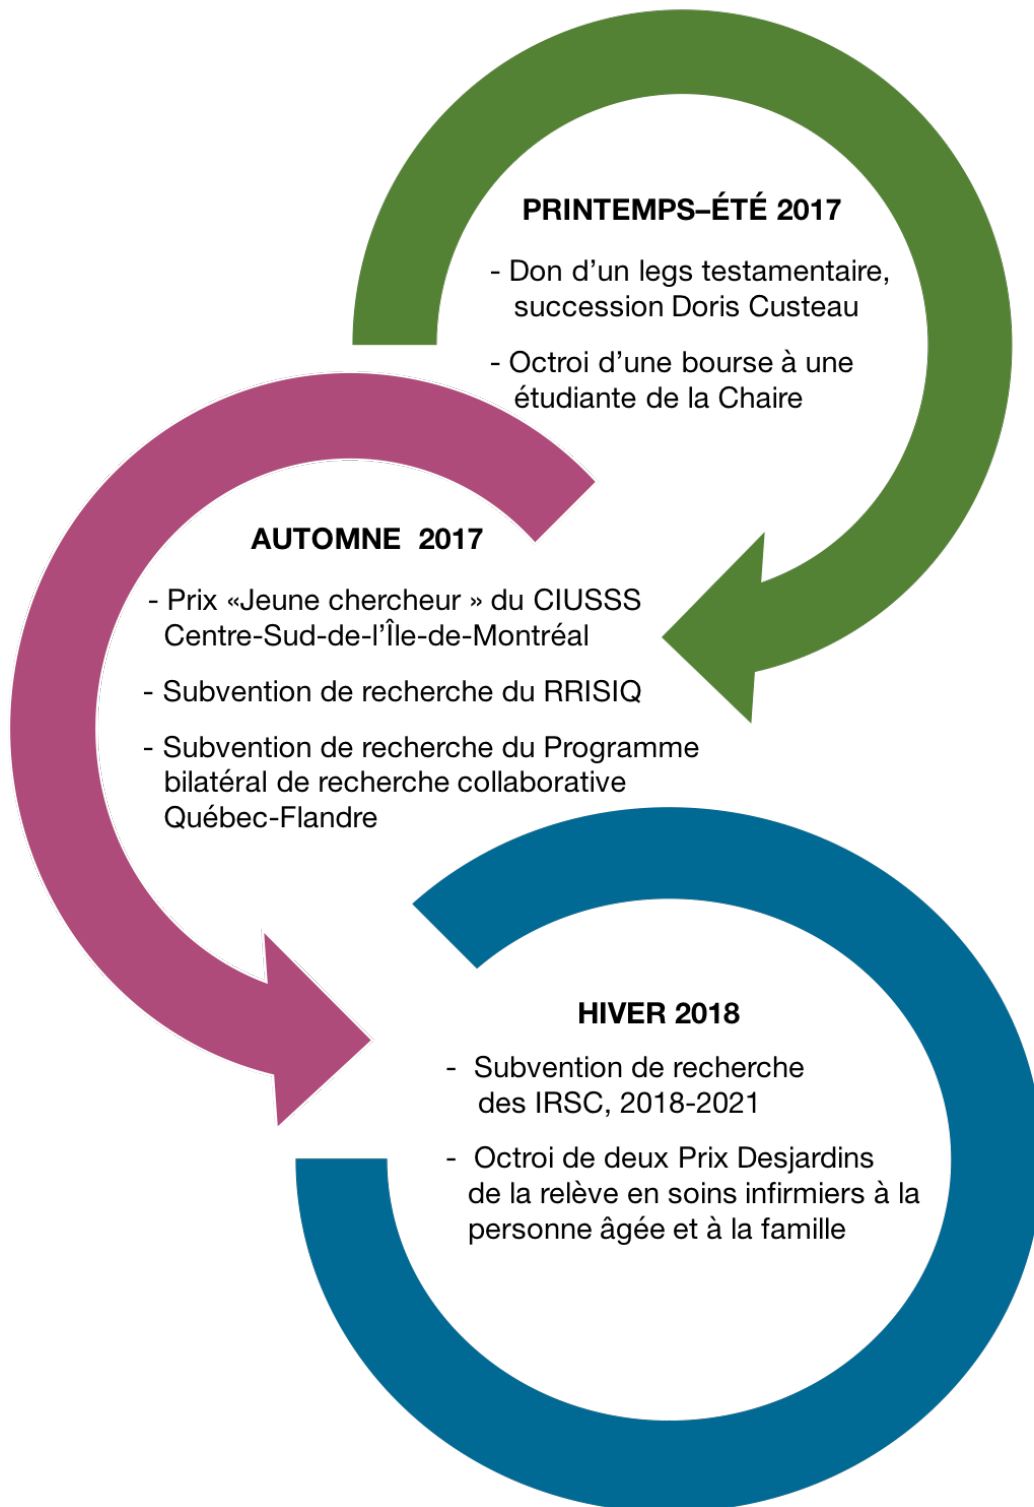 PRINTEMPS–ÉTÉ 2017
- Don d’un legs testamentaire,
succession Doris Custeau
- Octroi d’une bourse à une
étudiante de la Chaire
AUTOMNE 2017
- Prix «Jeune chercheur » du CIUSSS
Centre-Sud-de-l’Île-de-Montréal
- Subvention de recherche du RRISIQ
- Subvention de recherche du Programme
bilatéral de recherche collaborative
Québec-Flandre
HIVER 2018
- Subvention de recherche
des IRSC, 2018-2021
- Octroi de deux Prix Desjardins
de la relève en soins infirmiers à la
personne âgée et à la famille